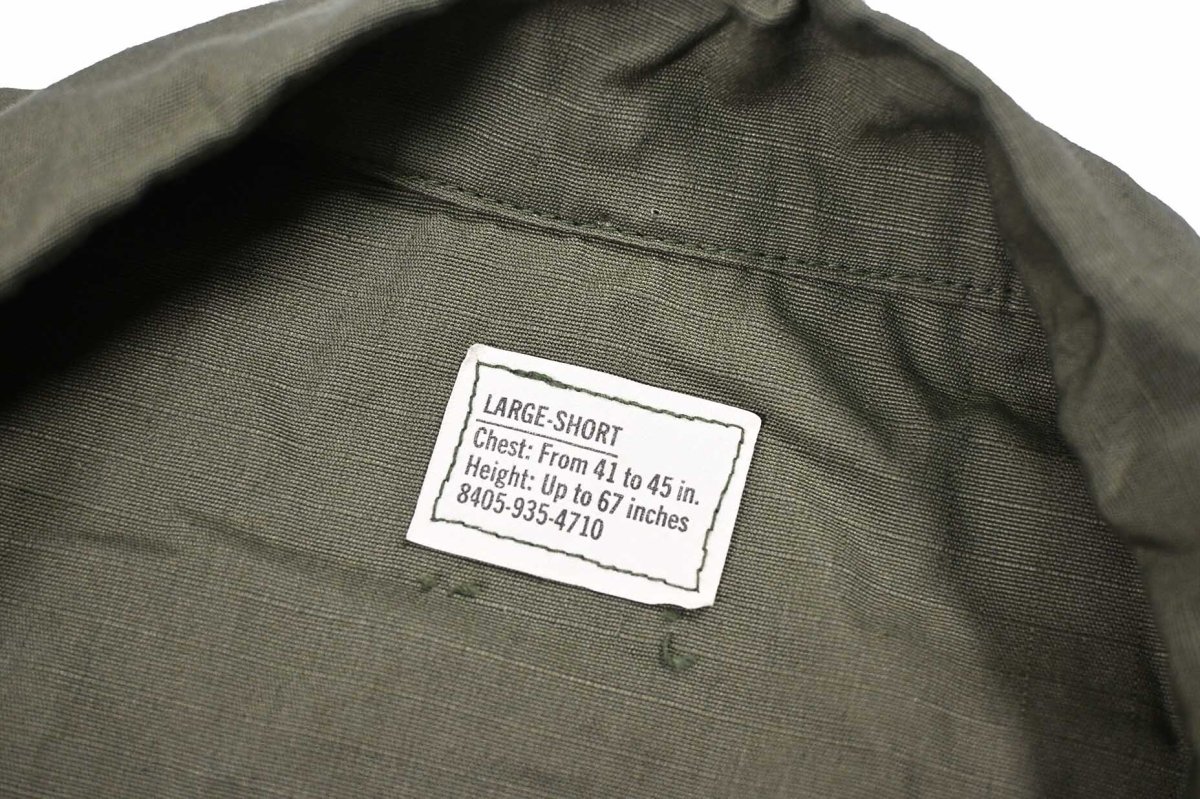 LARGE-SHORT
Chest: From 41 to 45 in.
Height: Up to 67 inches
8405-935-4710